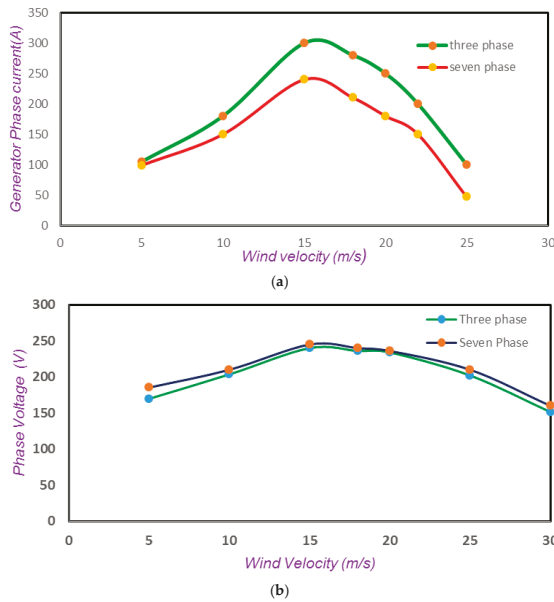 350
300
250
200
150
100
50
0
Generator Phase current(A)
three phase
seven phase
0 5 10 15 20 25 30
Wind velocity (m/s)
(a)
300
250
200
150
100
50
0
Phase Voltage (V)
Three phase
Seven Phase
0 5 10 15 20 25 30
Wind Velocity (m/s)
(b)